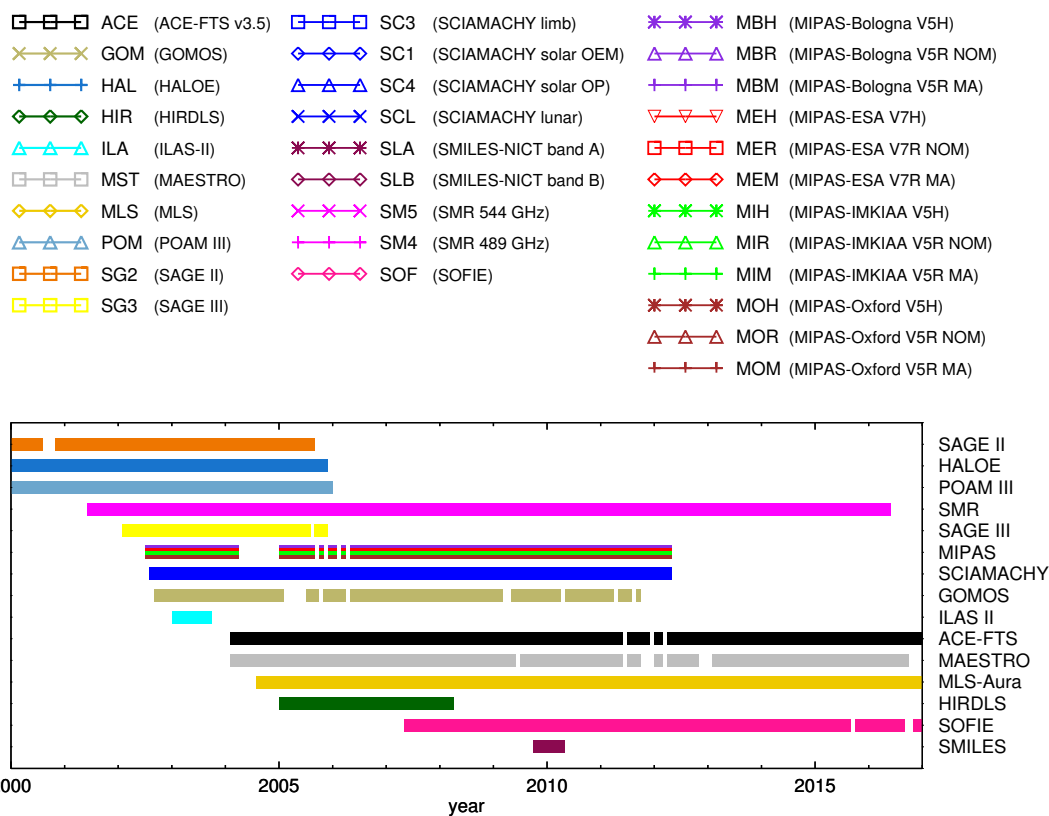 ACE (ACE-FTS v3.5)
GOM (GOMOS)
HAL (HALOE)
HIR (HIRDLS)
ILA (ILAS-II)
MST (MAESTRO)
MLS (MLS)
POM (POAM III)
SG2 (SAGE II)
SG3 (SAGE III)
SC3 (SCIAMACHY limb)
SC1 (SCIAMACHY solar OEM)
SC4 (SCIAMACHY solar OP)
SCL (SCIAMACHY lunar)
SLA (SMILES-NICT band A)
SLB (SMILES-NICT band B)
SM5 (SMR 544 GHz)
SM4 (SMR 489 GHz)
SOF (SOFIE)
MBH (MIPAS-Bologna V5H)
MBR (MIPAS-Bologna V5R NOM)
MBM (MIPAS-Bologna V5R MA)
MEH (MIPAS-ESA V7H)
MER (MIPAS-ESA V7R NOM)
MEM (MIPAS-ESA V7R MA)
MIH (MIPAS-IMKIAA V5H)
MIR (MIPAS-IMKIAA V5R NOM)
MIM (MIPAS-IMKIAA V5R MA)
MOH (MIPAS-Oxford V5H)
MOR (MIPAS-Oxford V5R NOM)
MOM (MIPAS-Oxford V5R MA)
SAGE II
HALOE
POAM III
SMR
SAGE III
MIPAS
SCIAMACHY
GOMOS
ILAS II
ACE-FTS
MAESTRO
MLS-Aura
HIRDLS
SOFIE
SMILES
000 2005 2010 2015
year